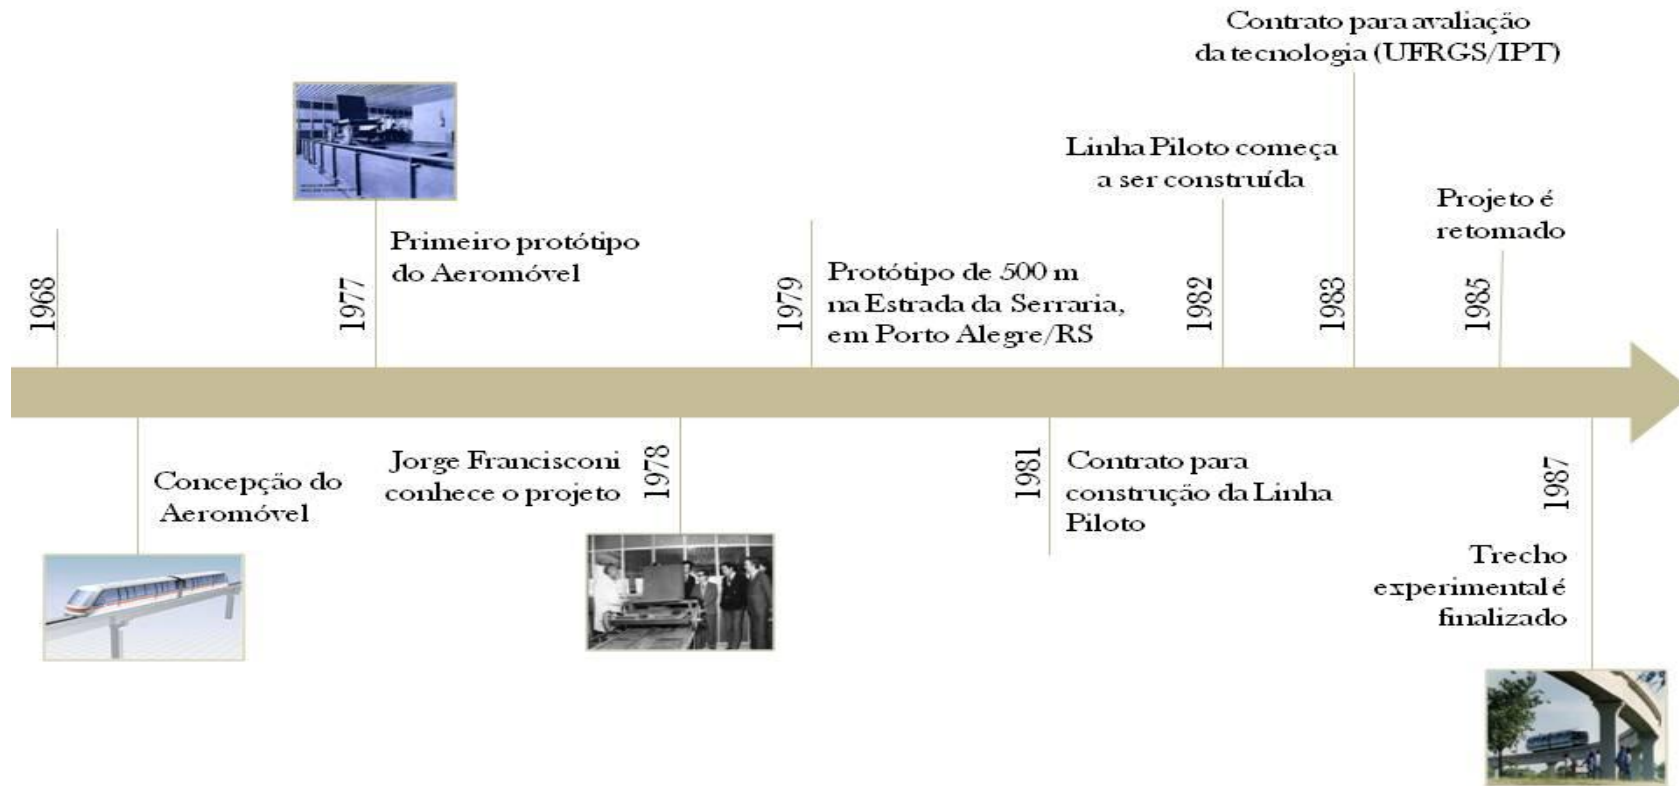 Contrato para avaliação
da tecnologia (UFRGS/IPT)
Linha Piloto começa
a ser construída
Projeto é
retomado
Primeiro protótipo
do Aeromóvel
Protótipo de 500 m
na Estrada da Serraria,
em Porto Alegre/RS
1968
1977
1979
1982
1983
1985
Concepção do
Aeromóvel
Jorge Francisconi
conhece o projeto
1978
1981
Contrato para
construção da Linha
Piloto
1987
Trecho
experimental é
finalizado